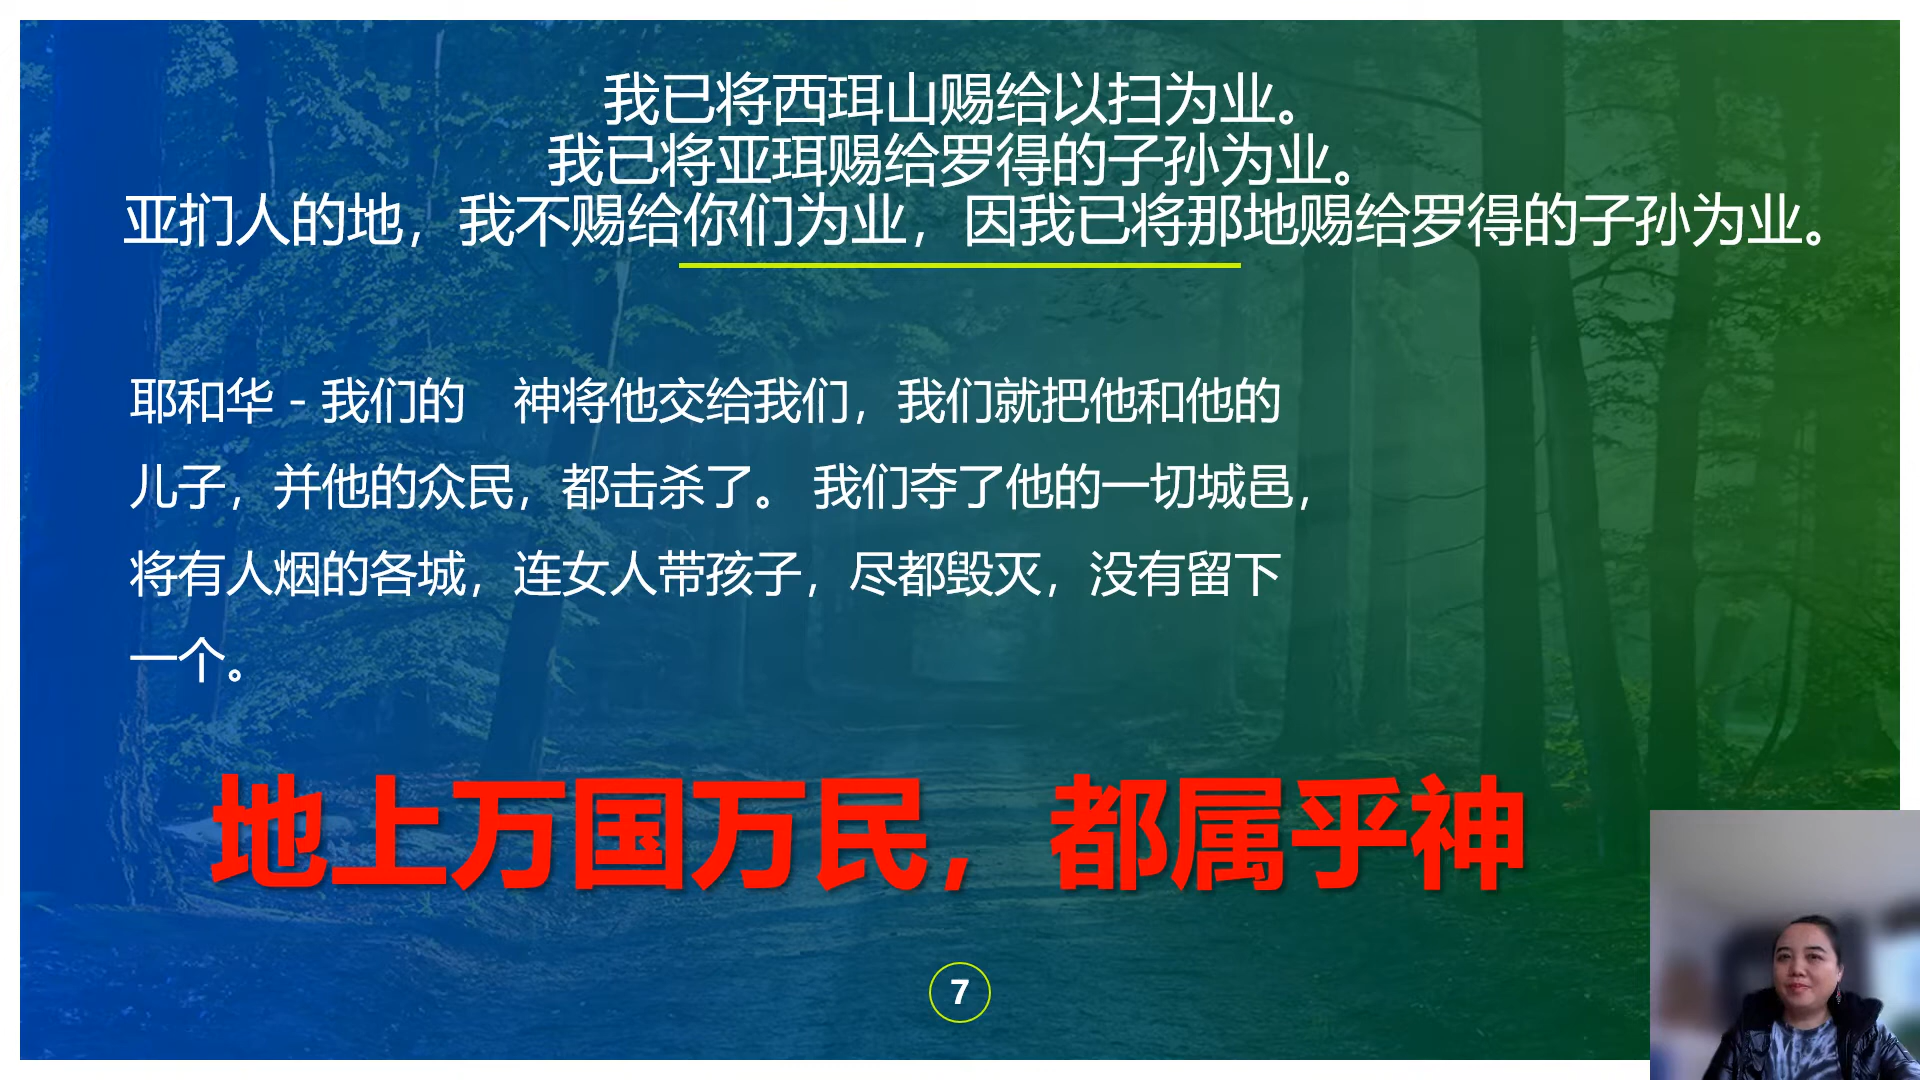 我已将西珥山赐给以扫为业。
我已将亚珥赐给罗得的子孙为业。
亚扪人的地，我不赐给你们为业，因我已将那地赐给罗得的子孙为业。
耶和华－我们的　神将他交给我们，我们就把他和他的
儿子，并他的众民，都击杀了。 我们夺了他的一切城邑，
将有人烟的各城，连女人带孩子，尽都毁灭，没有留下
一个。
地上万国万民，都属乎神
7